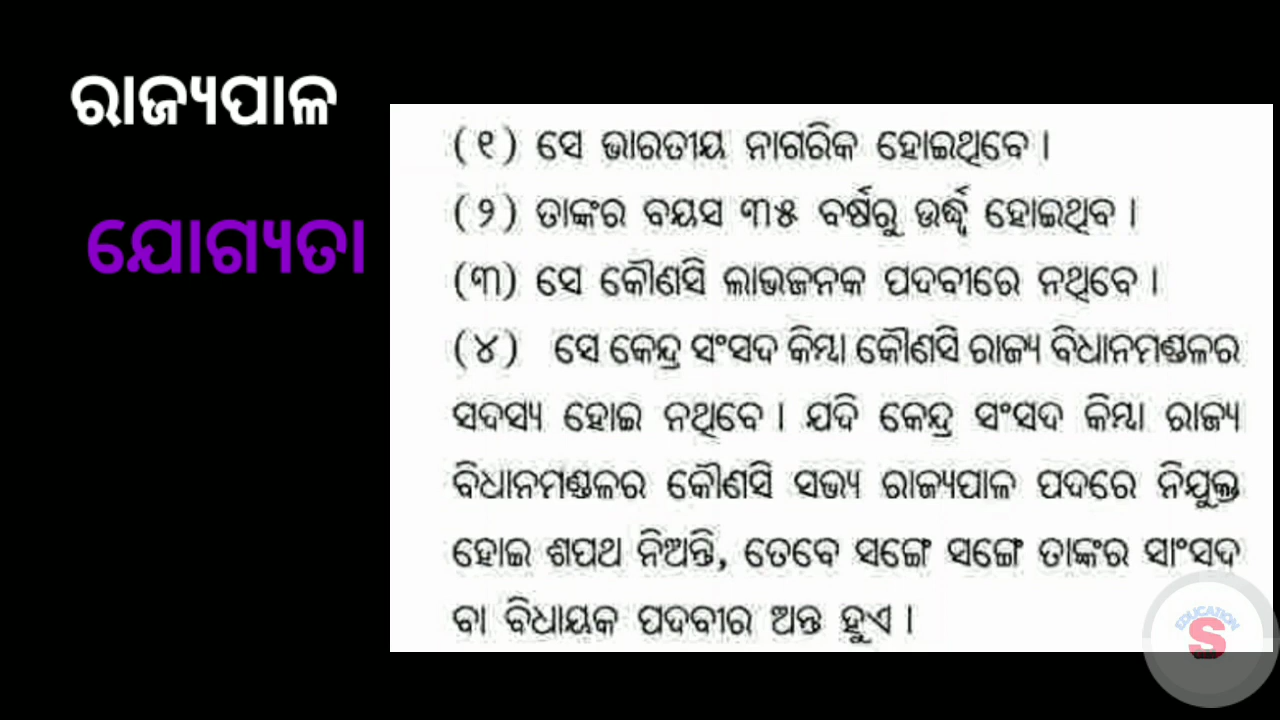 ରାଜ୍ୟପାଳ
ଯୋଗ୍ୟତା
(୧) ସେ ଭାରତୀୟ ନାଗରିକ ହୋଇଥିବେ।
(୨) ତାଙ୍କର ବୟସ ୩୫ ବର୍ଷରୁ ଉର୍ଦ୍ଧ୍ବ ହୋଇଥିବ।
(୩) ସେ କୌଣସି ଲାଭଜନକ ପଦବୀରେ ନଥିବେ।
(୪) ସେ କେନ୍ଦ୍ର ସଂସଦ କିମ୍ବା କୌଣସି ରାଜ୍ୟ ବିଧାନମଣ୍ଡଳର
ସଦସ୍ୟ ହୋଇ ନଥିବେ। ଯଦି କେନ୍ଦ୍ର ସଂସଦ କିମ୍ବା ରାଜ୍ୟ
ବିଧାନମଣ୍ଡଳର କୌଣସି ସଭ୍ୟ ରାଜ୍ୟପାଳ ପଦରେ ନିଯୁକ୍ତ
ହୋଇ ଶପଥ ନିଅନ୍ତି, ତେବେ ସଙ୍ଗେ ସଙ୍ଗେ ତାଙ୍କର ସାଂସଦ
ବା ବିଧାୟକ ପଦବୀର ଅନ୍ତ ହୁଏ।
EDUCATION
S